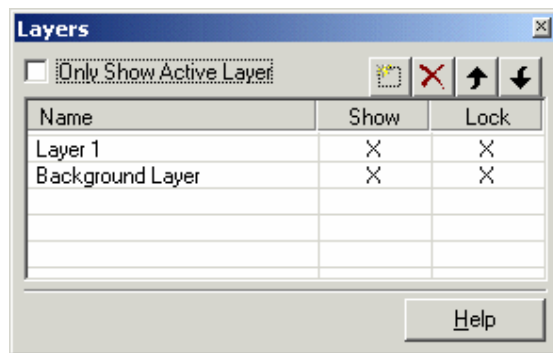 Layers
Only Show Active Layer
Name Show Lock
Layer 1 X X
Background Layer X X
Help